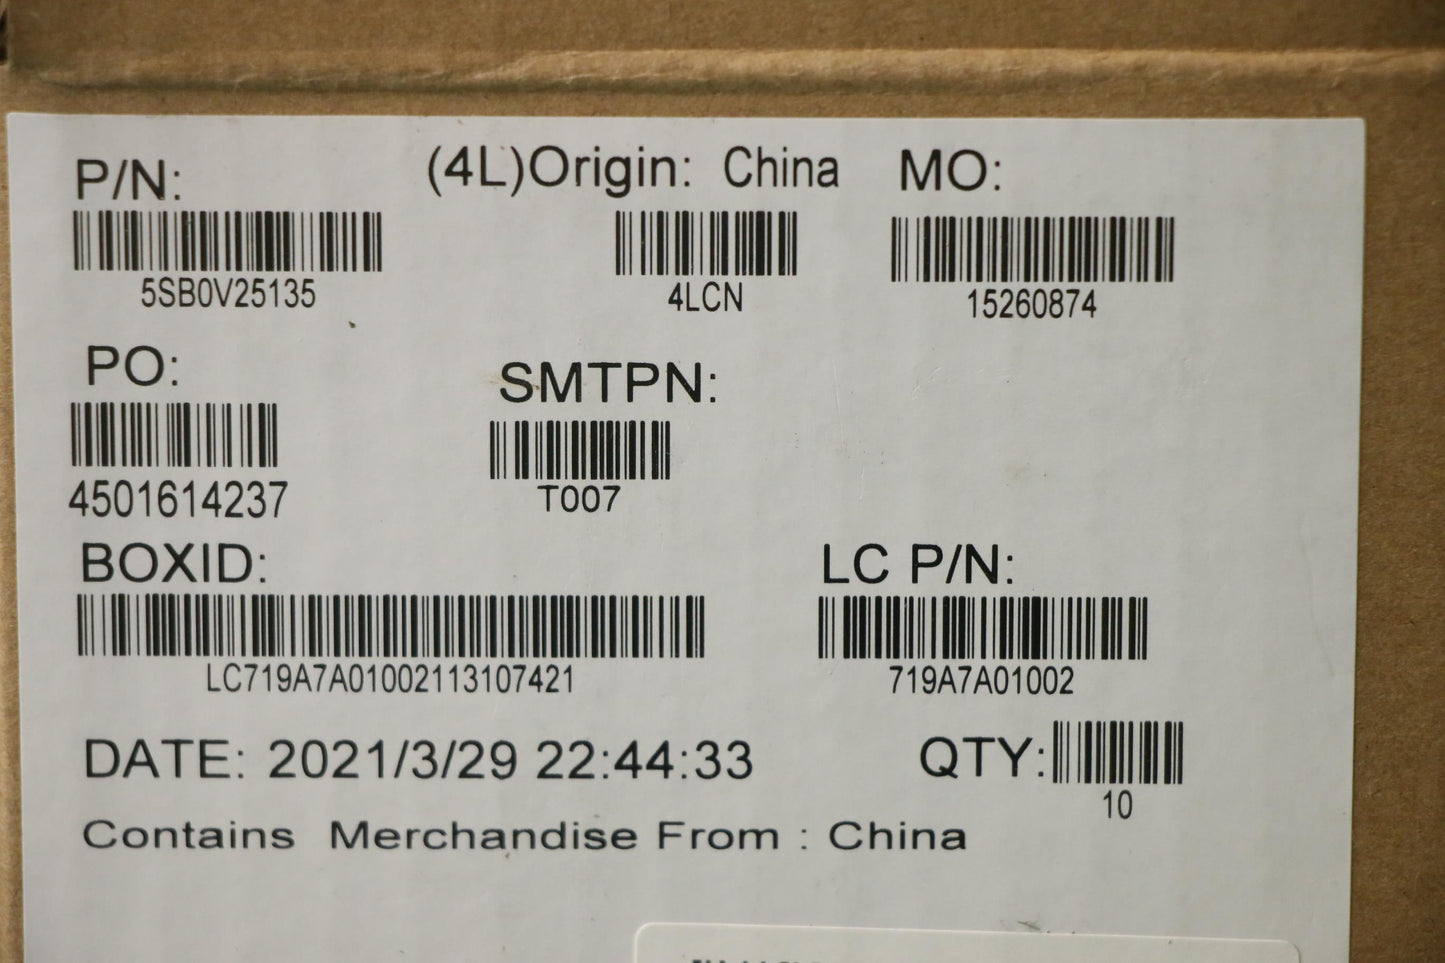 P/N: (4L)Origin: China MO:
5SB0V25135 4LCN 15260874
PO: SMTPN:
4501614237 T007
BOXID: LC P/N:
LC719A7A01002113107421 719A7A01002
DATE: 2021/3/29 22:44:33 QTY:
10
Contains Merchandise From : China